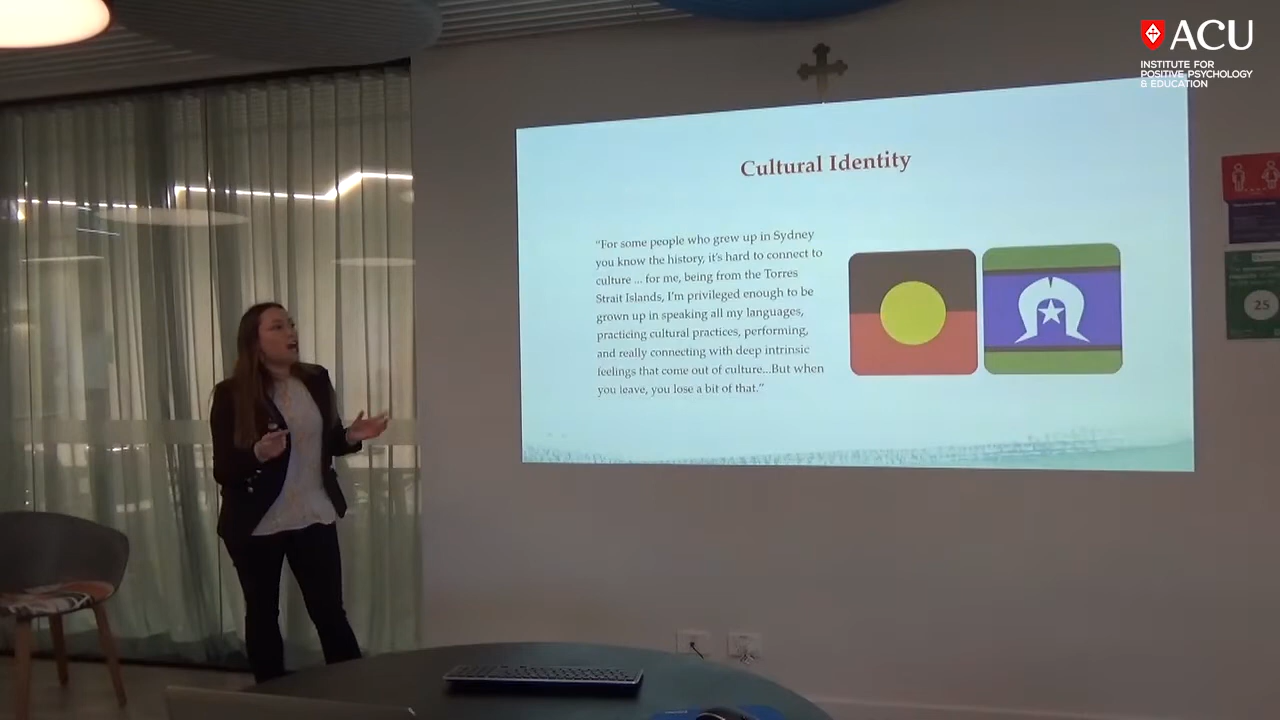 ACU
INSTITUTE FOR
POSITIVE PSYCHOLOGY
& EDUCATION
Cultural Identity
“For some people who grew up in Sydney
you know the history, it’s hard to connect to
culture ... for me, being from the Torres
Strait Islands, I’m privileged enough to be
grown up in speaking all my languages,
practicing cultural practices, performing,
and really connecting with deep intrinsic
feelings that come out of culture...But when
you leave, you lose a bit of that.”
25